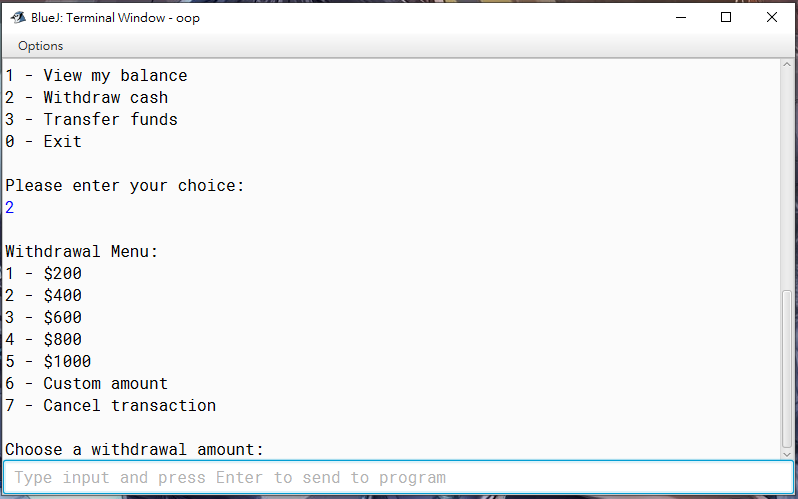 BlueJ: Terminal Window - oop
Options
1 - View my balance
2 - Withdraw cash
3 - Transfer funds
0 - Exit
Please enter your choice:
2
Withdrawal Menu:
1 - $200
2 - $400
3 - $600
4 - $800
5 - $1000
6 - Custom amount
7 - Cancel transaction
Choose a withdrawal amount:
Type input and press Enter to send to program